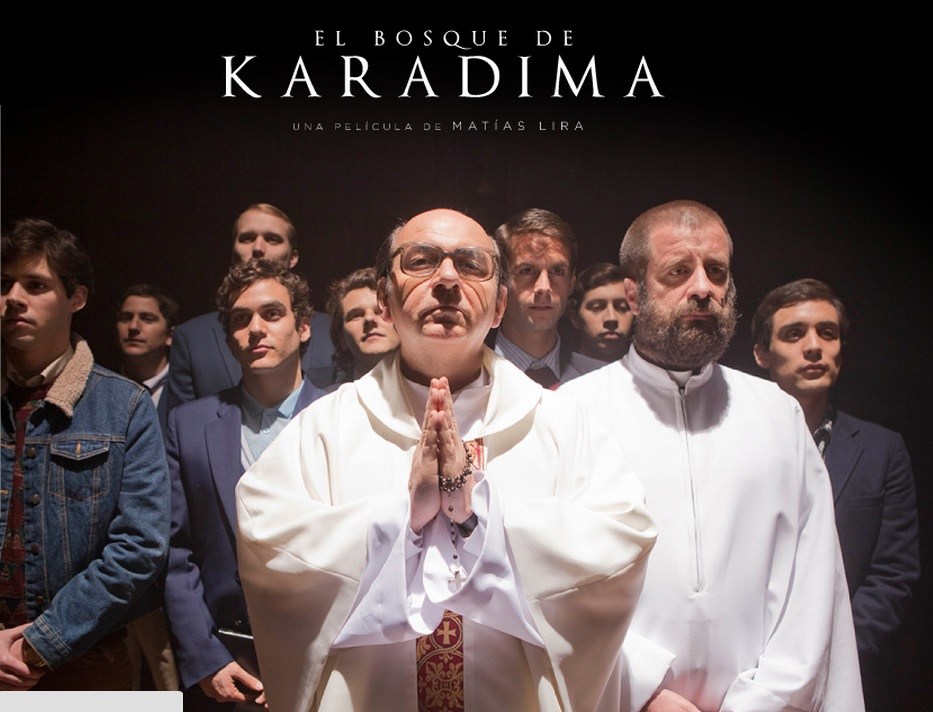 EL BOSQUE DE
KARADIMA
UNA PELÍCULA DE MATÍAS LIRA